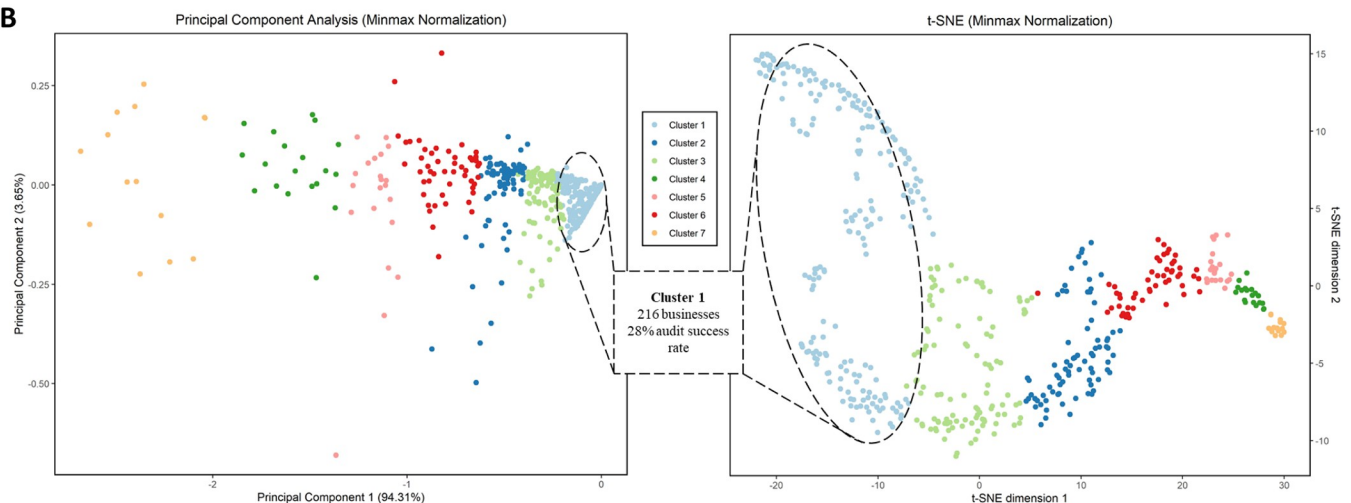 B
Principal Component Analysis (Minmax Normalization)
t-SNE (Minmax Normalization)
0.25
0.00
-0.25
-0.50
Principal Component 2 (3.65%)
-2
-1
0
Principal Component 1 (94.31%)
Cluster 1
Cluster 2
Cluster 3
Cluster 4
Cluster 5
Cluster 6
Cluster 7
Cluster 1
216 businesses
28% audit success
rate
15
10
5
0
-5
-10
t-SNE dimension 2
-20
-10
0
10
20
30
t-SNE dimension 1